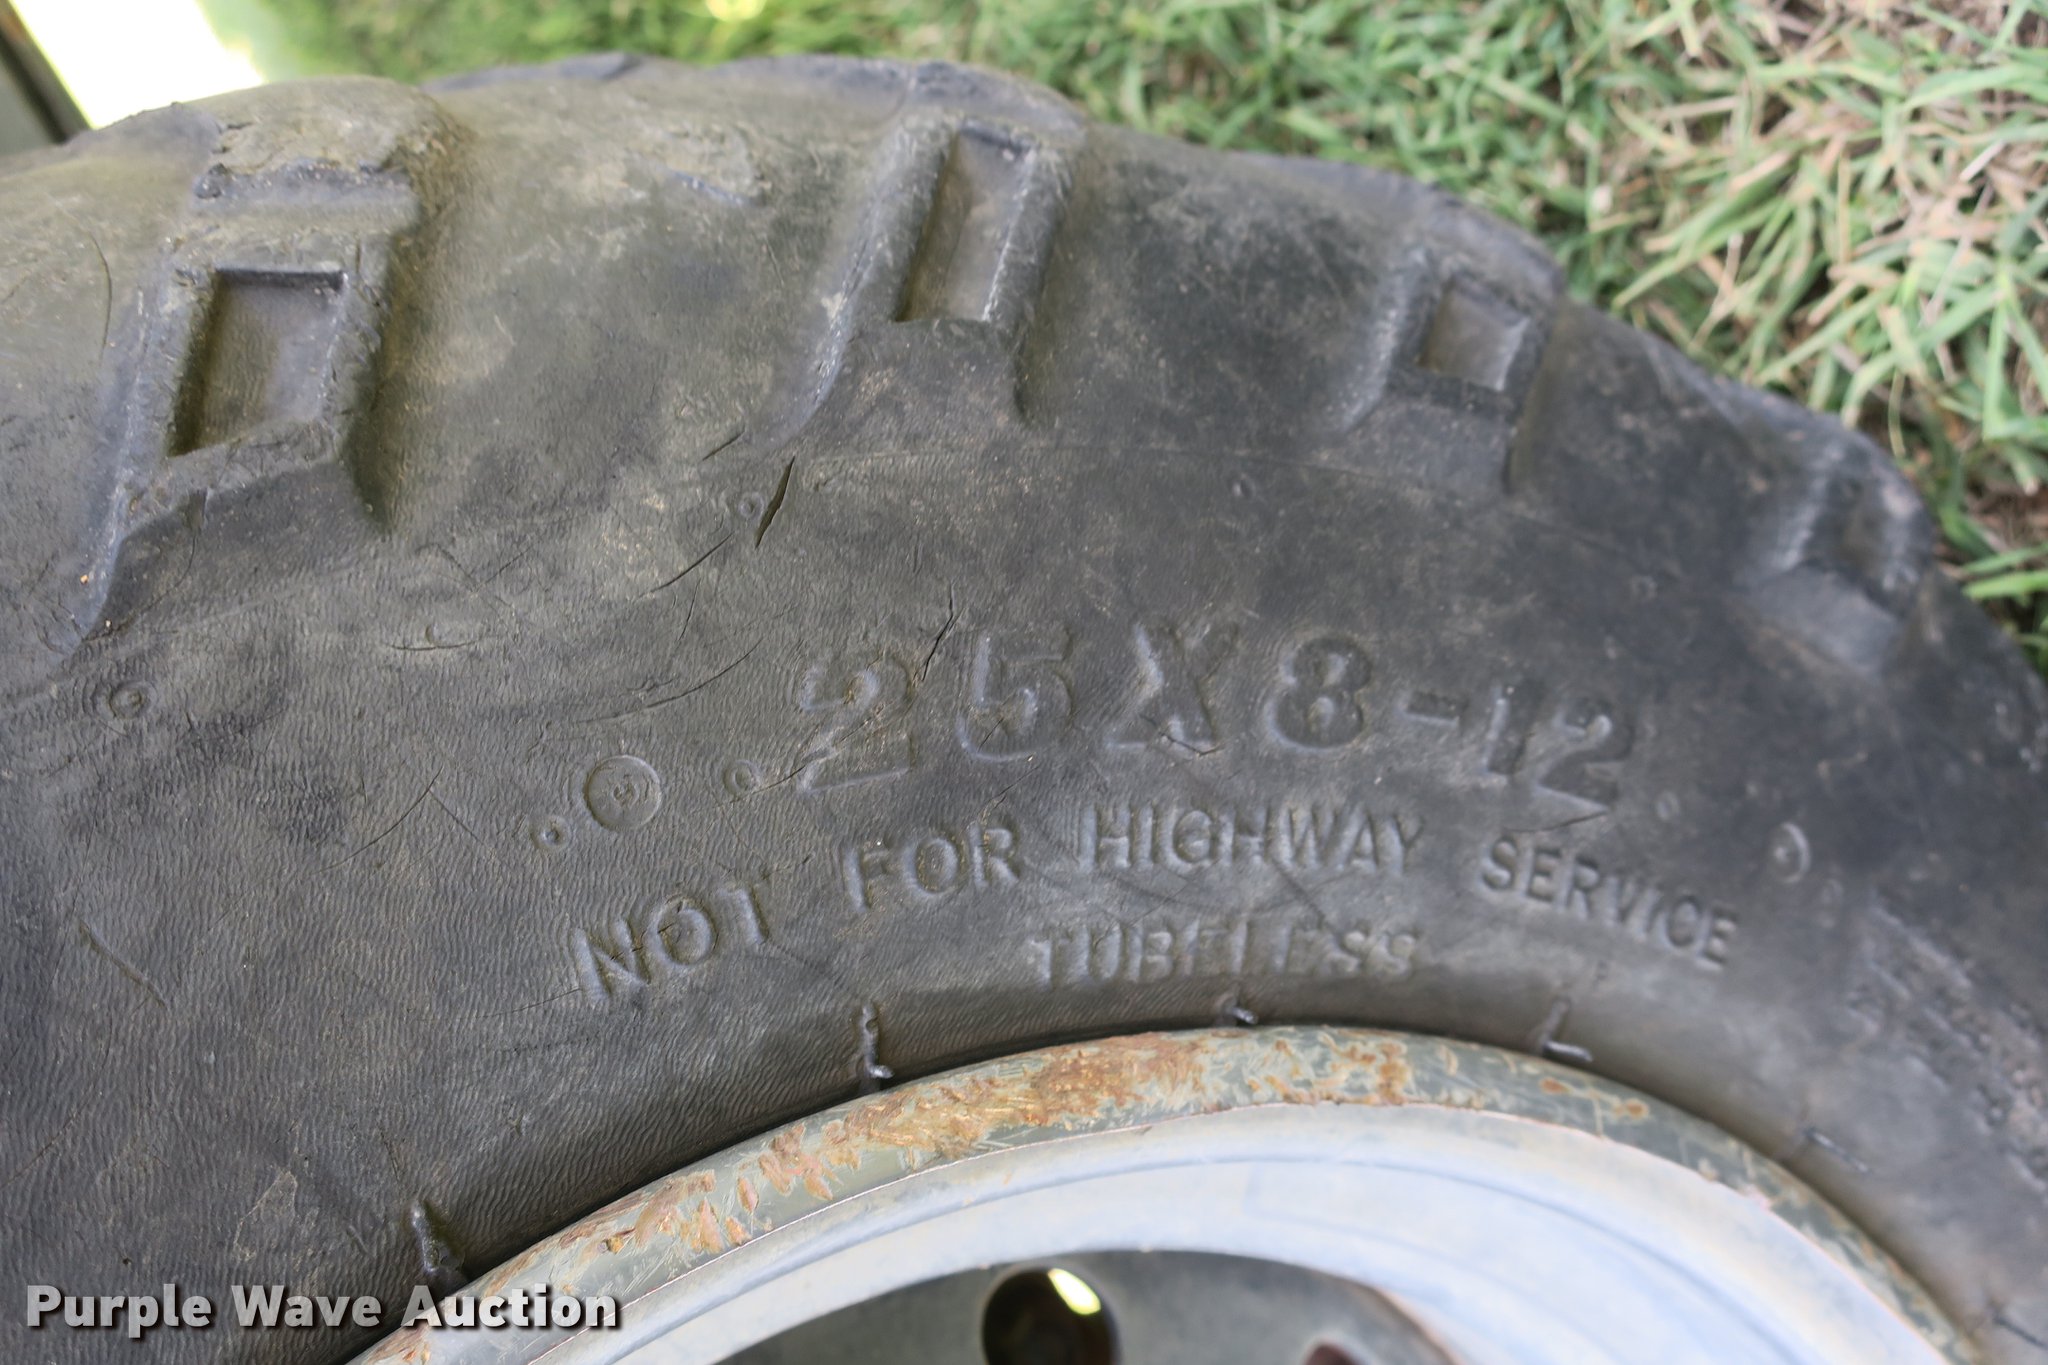 25X8-12
NOT FOR HIGHWAY SERVICE
TUBELESS
Purple Wave Auction